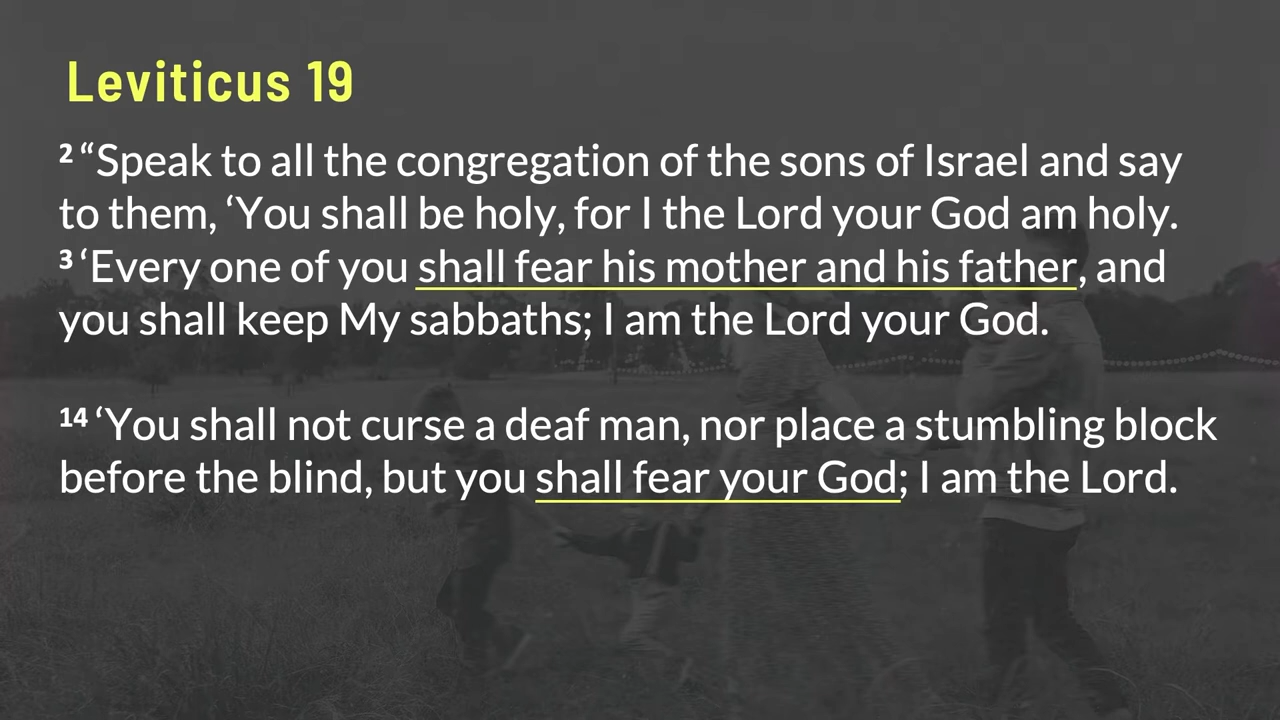 Leviticus 19
2 “Speak to all the congregation of the sons of Israel and say
to them, ‘You shall be holy, for I the Lord your God am holy.
3 ‘Every one of you shall fear his mother and his father, and
you shall keep My sabbaths; I am the Lord your God.
14 ‘You shall not curse a deaf man, nor place a stumbling block
before the blind, but you shall fear your God; I am the Lord.